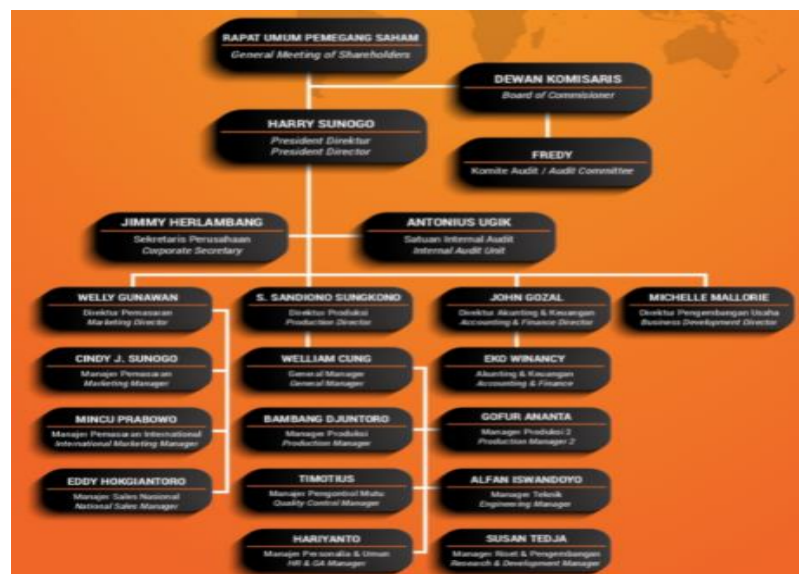 RAPAT UMUM PEMEGANG SAHAM
General Meeting of Shareholders
DEWAN KOMISARIS
Board of Commisioner
HARRY SUNOGO
President Direktur
President Director
FREDY
Komite Audit / Audit Committee
JIMMY HERLAMBANG
Sekretaris Perusahaan
Corporate Secretary
ANTONIUS UGIK
Satuan Internal Audit
Internal Audit Unit
WELLY GUNAWAN
Direktur Pemasaran
Marketing Director
S. SANDIONO SUNGKONO
Direktur Produksi
Production Director
JOHN GOZAL
Direktur Akunting & Keuangan
Accounting & Finance Director
MICHELLE MALLORIE
Direktur Pengembangan Usaha
Business Development Director
CINDY J. SUNOGO
Manajer Pemasaran
Marketing Manager
WELLIAM CUNG
General Manager
General Manager
EKO WINANCY
Akunting & Keuangan
Accounting & Finance
MINCU PRABOWO
Manajer Pemasaran International
International Marketing Manager
BAMBANG DJUNTORO
Manager Produksi
Production Manager
GOFUR ANANTA
Manager Produksi 2
Production Manager 2
EDDY HOKGIANTORO
Manajer Sales Nasional
National Sales Manager
TIMOTIUS
Manajer Pengontrol Mutu
Quality Control Manager
ALFAN ISWANDOYO
Manager Teknik
Engineering Manager
HARIYANTO
Manajer Personalia & Umum
HR & GA Manager
SUSAN TEDJA
Manager Riset & Pengembangan
Research & Development Manager